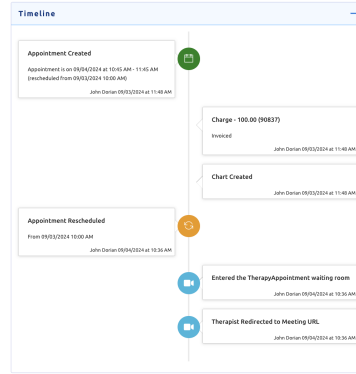 Timeline
Appointment Created
Appointment is on 09/04/2024 at 10:45 AM - 11:45 AM
(rescheduled from 09/03/2024 10:00 AM)
John Dorian 09/03/2024 at 11:48 AM
Charge - 100.00 (90837)
Invoiced
John Dorian 09/03/2024 at 11:48 AM
Chart Created
John Dorian 09/03/2024 at 11:48 AM
Appointment Rescheduled
From 09/03/2024 10:00 AM
John Dorian 09/04/2024 at 10:36 AM
Entered the TherapyAppointment waiting room
John Dorian 09/04/2024 at 10:36 AM
Therapist Redirected to Meeting URL
John Dorian 09/04/2024 at 10:36 AM